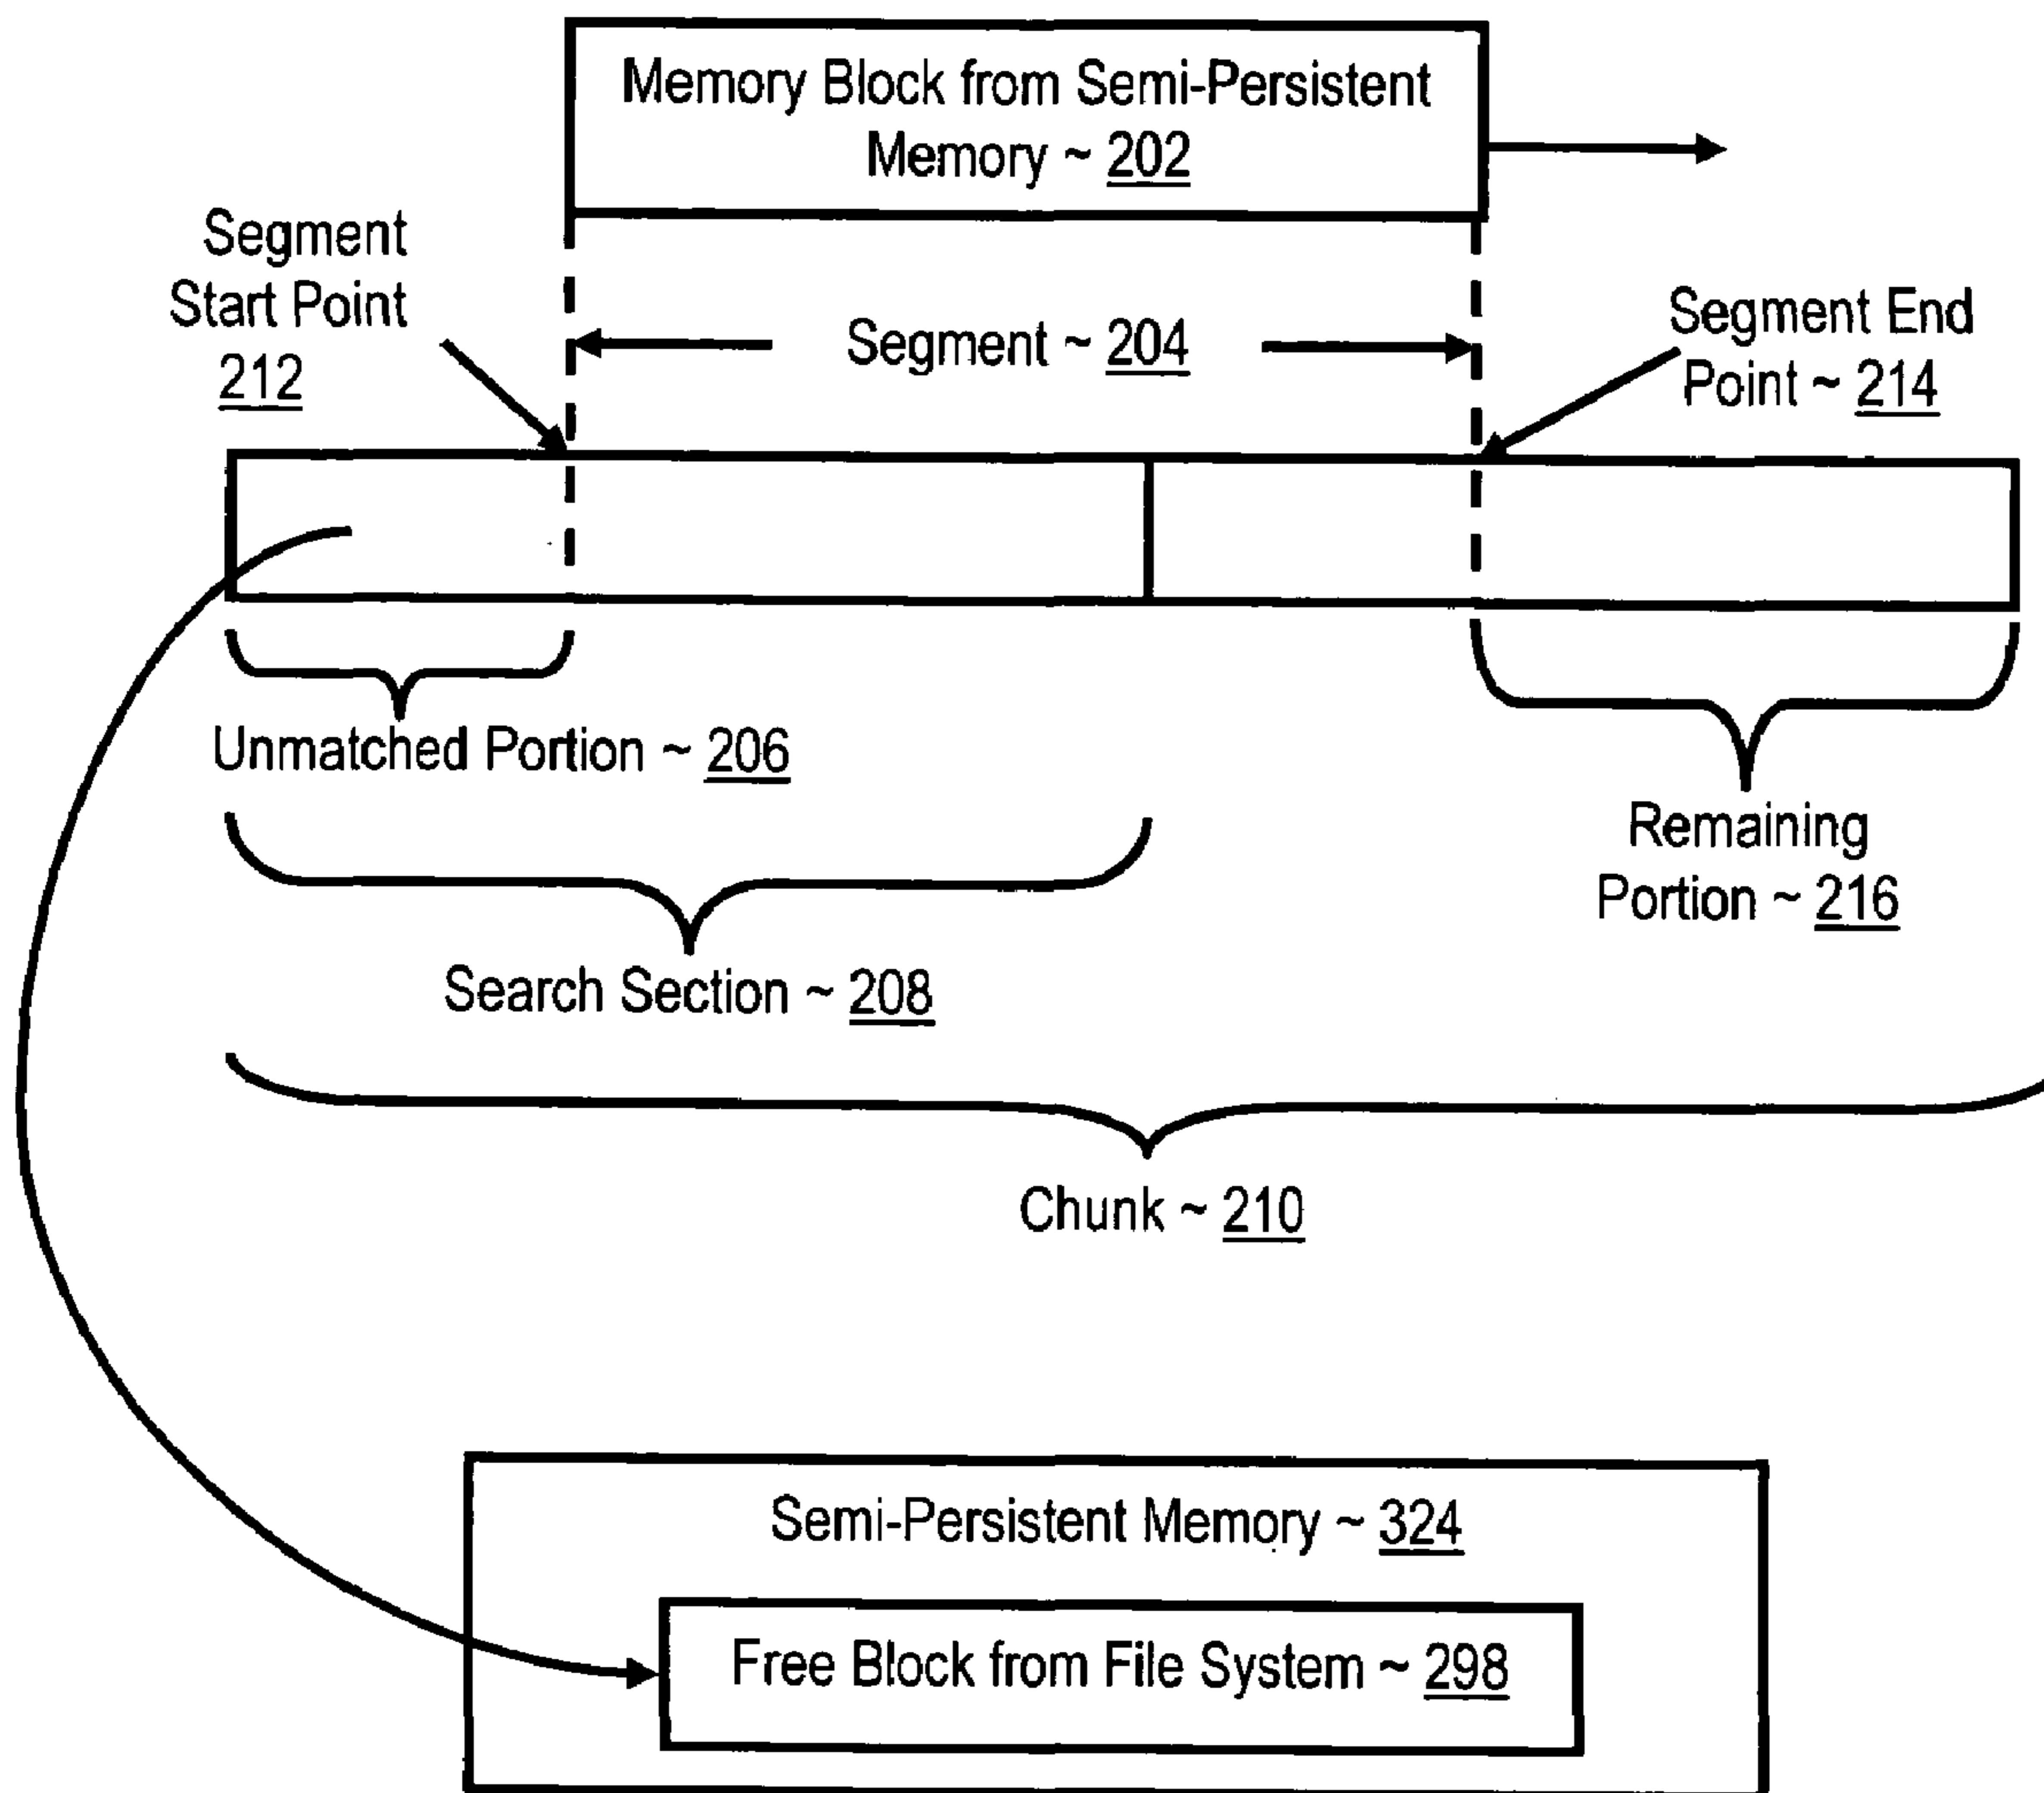 Memory Block from Semi-Persistent
Memory ~ 202
Segment
Start Point
212
Segment ~ 204
Segment End
Point ~ 214
Unmatched Portion ~ 206
Remaining
Portion ~ 216
Search Section ~ 208
Chunk ~ 210
Semi-Persistent Memory ~ 324
Free Block from File System ~ 298